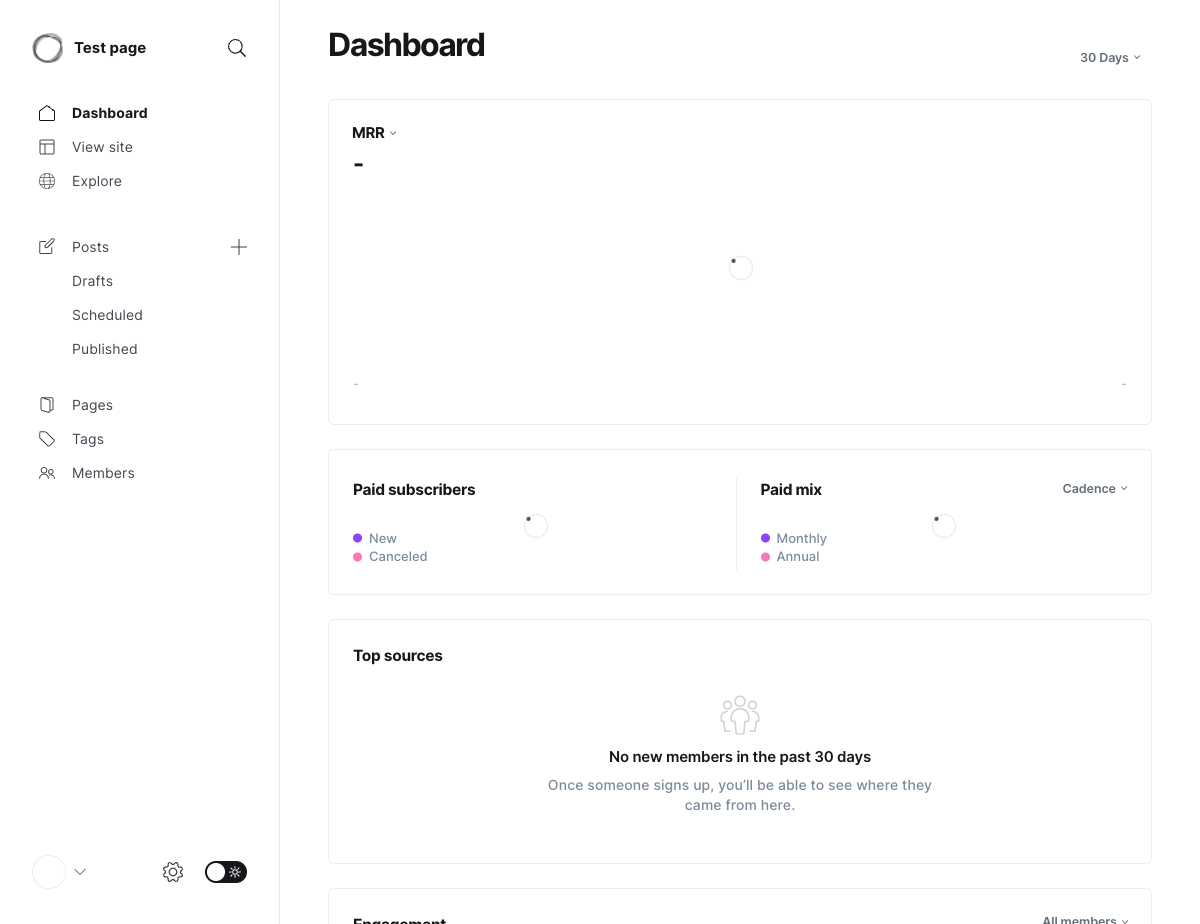 Test page
Dashboard
View site
Explore
Posts
Drafts
Scheduled
Published
Pages
Tags
Members
Dashboard
30 Days
MRR
-
- -
Paid subscribers
New
Canceled
Paid mix
Cadence
Monthly
Annual
Top sources
No new members in the past 30 days
Once someone signs up, you’ll be able to see where they
came from here.
Engagement
All members